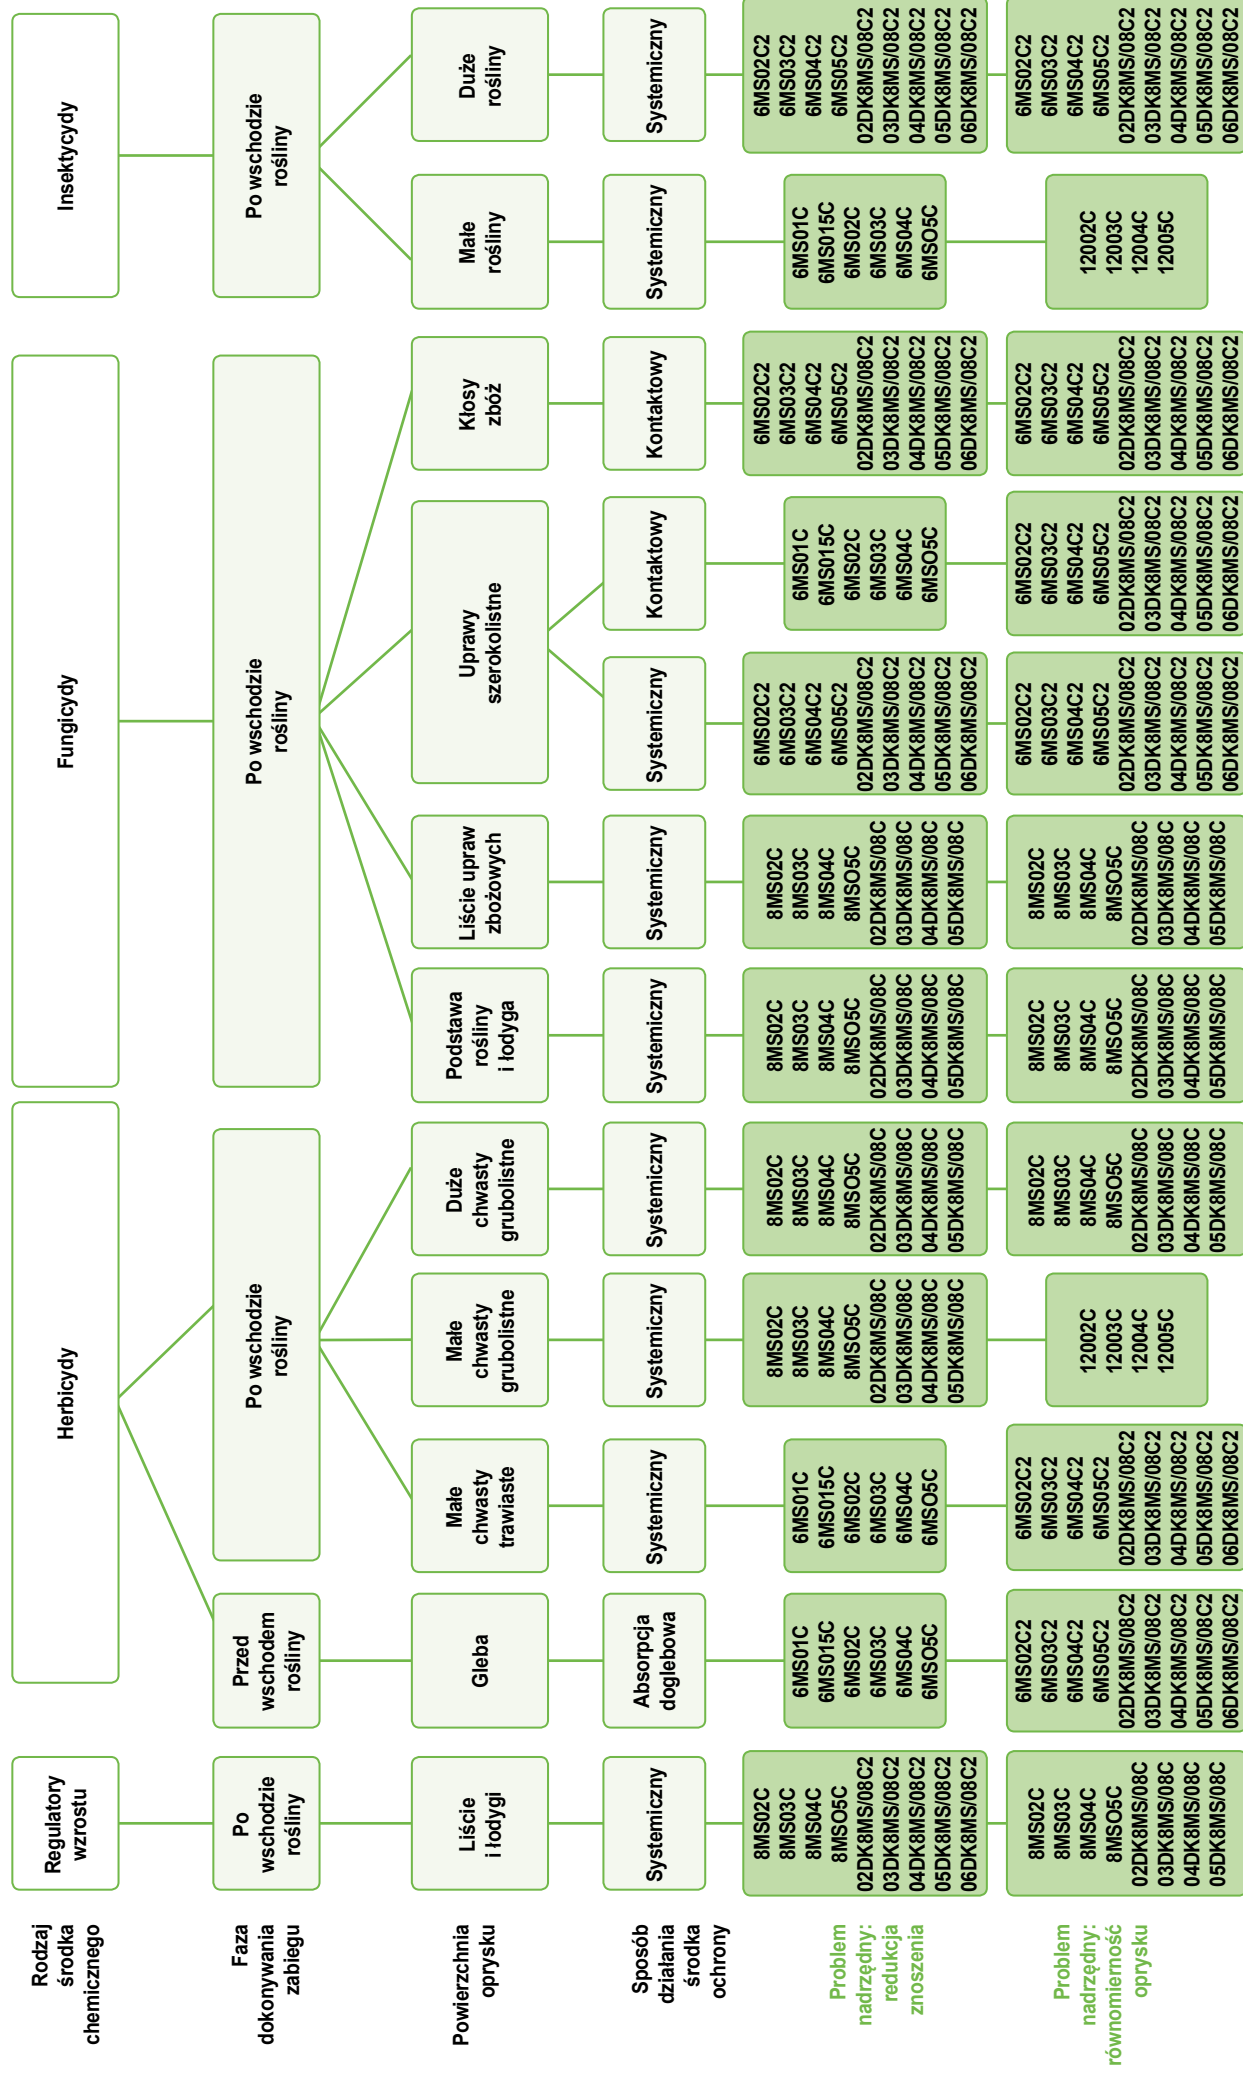 Rodzaj
środka
chemicznego
Regulatory
wzrostu
Herbicydy
Fungicydy
Insektycydy
Faza
dokonywania
zabiegu
Po
wschodzie
rośliny
Przed
wschodem
rośliny
Po wschodzie
rośliny
Po wschodzie
rośliny
Po wschodzie
rośliny
Powierzchnia
oprysku
Liście
i łodygi
Gleba
Małe
chwasty
trawiaste
Małe
chwasty
grubolistne
Duże
chwasty
grubolistne
Podstawa
rośliny
i łodyga
Liście upraw
zbożowych
Uprawy
szerokolistne
Kłosy
zbóż
Małe
rośliny
Duże
rośliny
Sposób
działania
środka
ochrony
Systemiczny
Absorpcja
doglebowa
Systemiczny
Systemiczny
Systemiczny
Systemiczny
Systemiczny
Systemiczny
Kontaktowy
Kontaktowy
Systemiczny
Systemiczny
Problem
nadrzędny:
redukcja
znoszenia
8MS02C
8MS03C
8MS04C
8MSO5C
02DK8MS/08C2
03DK8MS/08C2
04DK8MS/08C2
05DK8MS/08C2
06DK8MS/08C2
6MS01C
6MS015C
6MS02C
6MS03C
6MS04C
6MSO5C
6MS01C
6MS015C
6MS02C
6MS03C
6MS04C
6MSO5C
8MS02C
8MS03C
8MS04C
8MSO5C
02DK8MS/08C
03DK8MS/08C
04DK8MS/08C
05DK8MS/08C
8MS02C
8MS03C
8MS04C
8MSO5C
02DK8MS/08C
03DK8MS/08C
04DK8MS/08C
05DK8MS/08C
8MS02C
8MS03C
8MS04C
8MSO5C
02DK8MS/08C
03DK8MS/08C
04DK8MS/08C
05DK8MS/08C
8MS02C
8MS03C
8MS04C
8MSO5C
02DK8MS/08C
03DK8MS/08C
04DK8MS/08C
05DK8MS/08C
6MS02C2
6MS03C2
6MS04C2
6MS05C2
02DK8MS/08C2
03DK8MS/08C2
04DK8MS/08C2
05DK8MS/08C2
06DK8MS/08C2
6MS01C
6MS015C
6MS02C
6MS03C
6MS04C
6MSO5C
6MS02C2
6MS03C2
6MS04C2
6MS05C2
02DK8MS/08C2
03DK8MS/08C2
04DK8MS/08C2
05DK8MS/08C2
06DK8MS/08C2
6MS01C
6MS015C
6MS02C
6MS03C
6MS04C
6MSO5C
6MS02C2
6MS03C2
6MS04C2
6MS05C2
02DK8MS/08C2
03DK8MS/08C2
04DK8MS/08C2
05DK8MS/08C2
06DK8MS/08C2
Problem
nadrzędny:
równomierność
oprysku
8MS02C
8MS03C
8MS04C
8MSO5C
02DK8MS/08C
03DK8MS/08C
04DK8MS/08C
05DK8MS/08C
6MS02C2
6MS03C2
6MS04C2
6MS05C2
02DK8MS/08C2
03DK8MS/08C2
04DK8MS/08C2
05DK8MS/08C2
06DK8MS/08C2
6MS02C2
6MS03C2
6MS04C2
6MS05C2
02DK8MS/08C2
03DK8MS/08C2
04DK8MS/08C2
05DK8MS/08C2
06DK8MS/08C2
12002C
12003C
12004C
12005C
8MS02C
8MS03C
8MS04C
8MSO5C
02DK8MS/08C
03DK8MS/08C
04DK8MS/08C
05DK8MS/08C
8MS02C
8MS03C
8MS04C
8MSO5C
02DK8MS/08C
03DK8MS/08C
04DK8MS/08C
05DK8MS/08C
8MS02C
8MS03C
8MS04C
8MSO5C
02DK8MS/08C
03DK8MS/08C
04DK8MS/08C
05DK8MS/08C
6MS02C2
6MS03C2
6MS04C2
6MS05C2
02DK8MS/08C2
03DK8MS/08C2
04DK8MS/08C2
05DK8MS/08C2
06DK8MS/08C2
6MS02C2
6MS03C2
6MS04C2
6MS05C2
02DK8MS/08C2
03DK8MS/08C2
04DK8MS/08C2
05DK8MS/08C2
06DK8MS/08C2
6MS02C2
6MS03C2
6MS04C2
6MS05C2
02DK8MS/08C2
03DK8MS/08C2
04DK8MS/08C2
05DK8MS/08C2
06DK8MS/08C2
12002C
12003C
12004C
12005C
6MS02C2
6MS03C2
6MS04C2
6MS05C2
02DK8MS/08C2
03DK8MS/08C2
04DK8MS/08C2
05DK8MS/08C2
06DK8MS/08C2